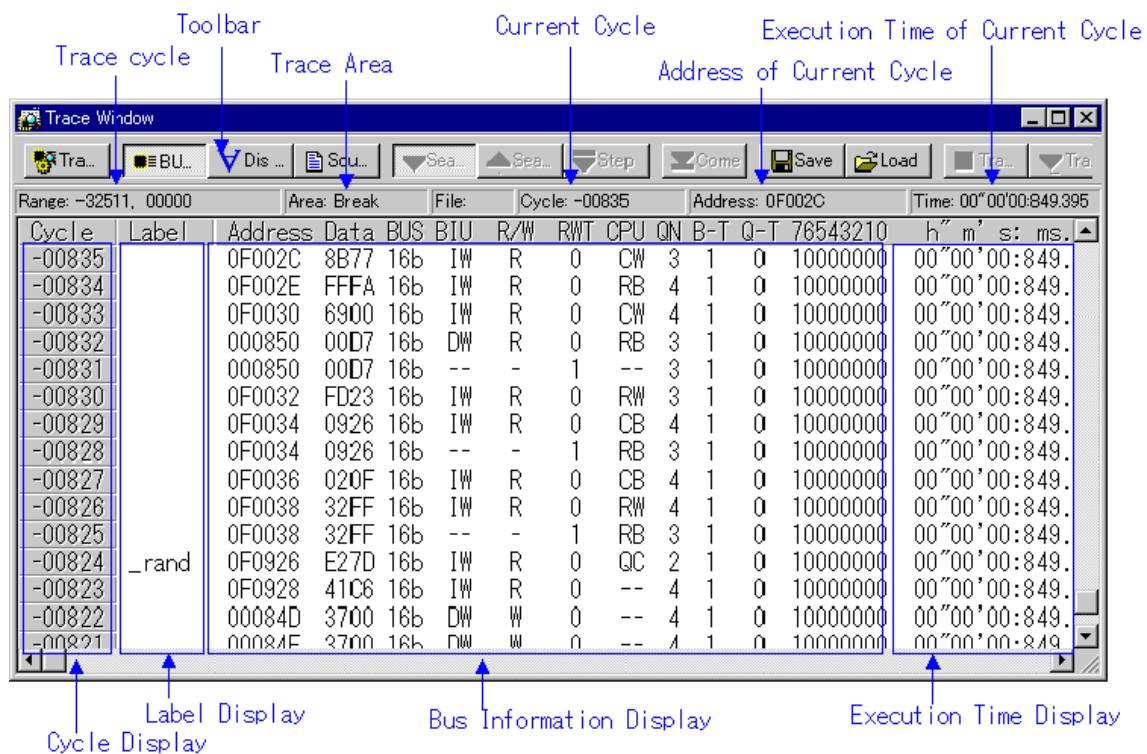 Toolbar Current Cycle Execution Time of Current Cycle
Trace cycle Trace Area Address of Current Cycle
Trace Window
Tra... BU... Dis ... Squ... Sea... Sea... Step Come Save Load Tra... Tra.
Range: -32511, 00000 Area: Break File: Cycle: -00835 Address: 0F002C Time: 00"00'00:849.395
Cycle Label Address Data BUS BIU R/W RWT CPU QN B-T Q-T 76543210 h" m' s: ms.
-00835 0F002C 8B77 16b IW R 0 CW 3 1 0 10000000 00"00'00:849.
-00834 0F002E FFFA 16b IW R 0 RB 4 1 0 10000000 00"00'00:849.
-00833 0F0030 6900 16b IW R 0 CW 4 1 0 10000000 00"00'00:849.
-00832 000850 00D7 16b DW R 0 RB 3 1 0 10000000 00"00'00:849.
-00831 000850 00D7 16b -- - 1 -- 3 1 0 10000000 00"00'00:849.
-00830 0F0032 FD23 16b IW R 0 RW 3 1 0 10000000 00"00'00:849.
-00829 0F0034 0926 16b IW R 0 CB 4 1 0 10000000 00"00'00:849.
-00828 0F0034 0926 16b -- - 1 RB 3 1 0 10000000 00"00'00:849.
-00827 0F0036 020F 16b IW R 0 CB 4 1 0 10000000 00"00'00:849.
-00826 0F0038 32FF 16b IW R 0 RW 4 1 0 10000000 00"00'00:849.
-00825 0F0038 32FF 16b -- - 1 RB 3 1 0 10000000 00"00'00:849.
-00824 _rand 0F0926 E27D 16b IW R 0 QC 2 1 0 10000000 00"00'00:849.
-00823 0F0928 41C6 16b IW R 0 -- 4 1 0 10000000 00"00'00:849.
-00822 00084D 3700 16b DW W 0 -- 4 1 0 10000000 00"00'00:849.
-00821 3700 16b DW W 0 -- 4 1 0 10000000 00"00'00:849.
Label Display Bus Information Display Execution Time Display
Cycle Display